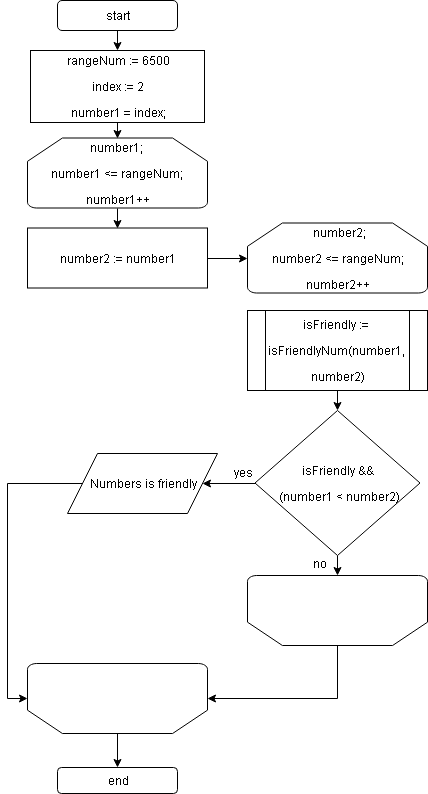 start
rangeNum := 6500
index := 2
number1 = index;
number1;
number1 <= rangeNum;
number1++
number2 := number1
number2;
number2 <= rangeNum;
number2++
isFriendly :=
isFriendlyNum(number1,
number2)
isFriendly &&
(number1 < number2)
yes
Numbers is friendly
no
end